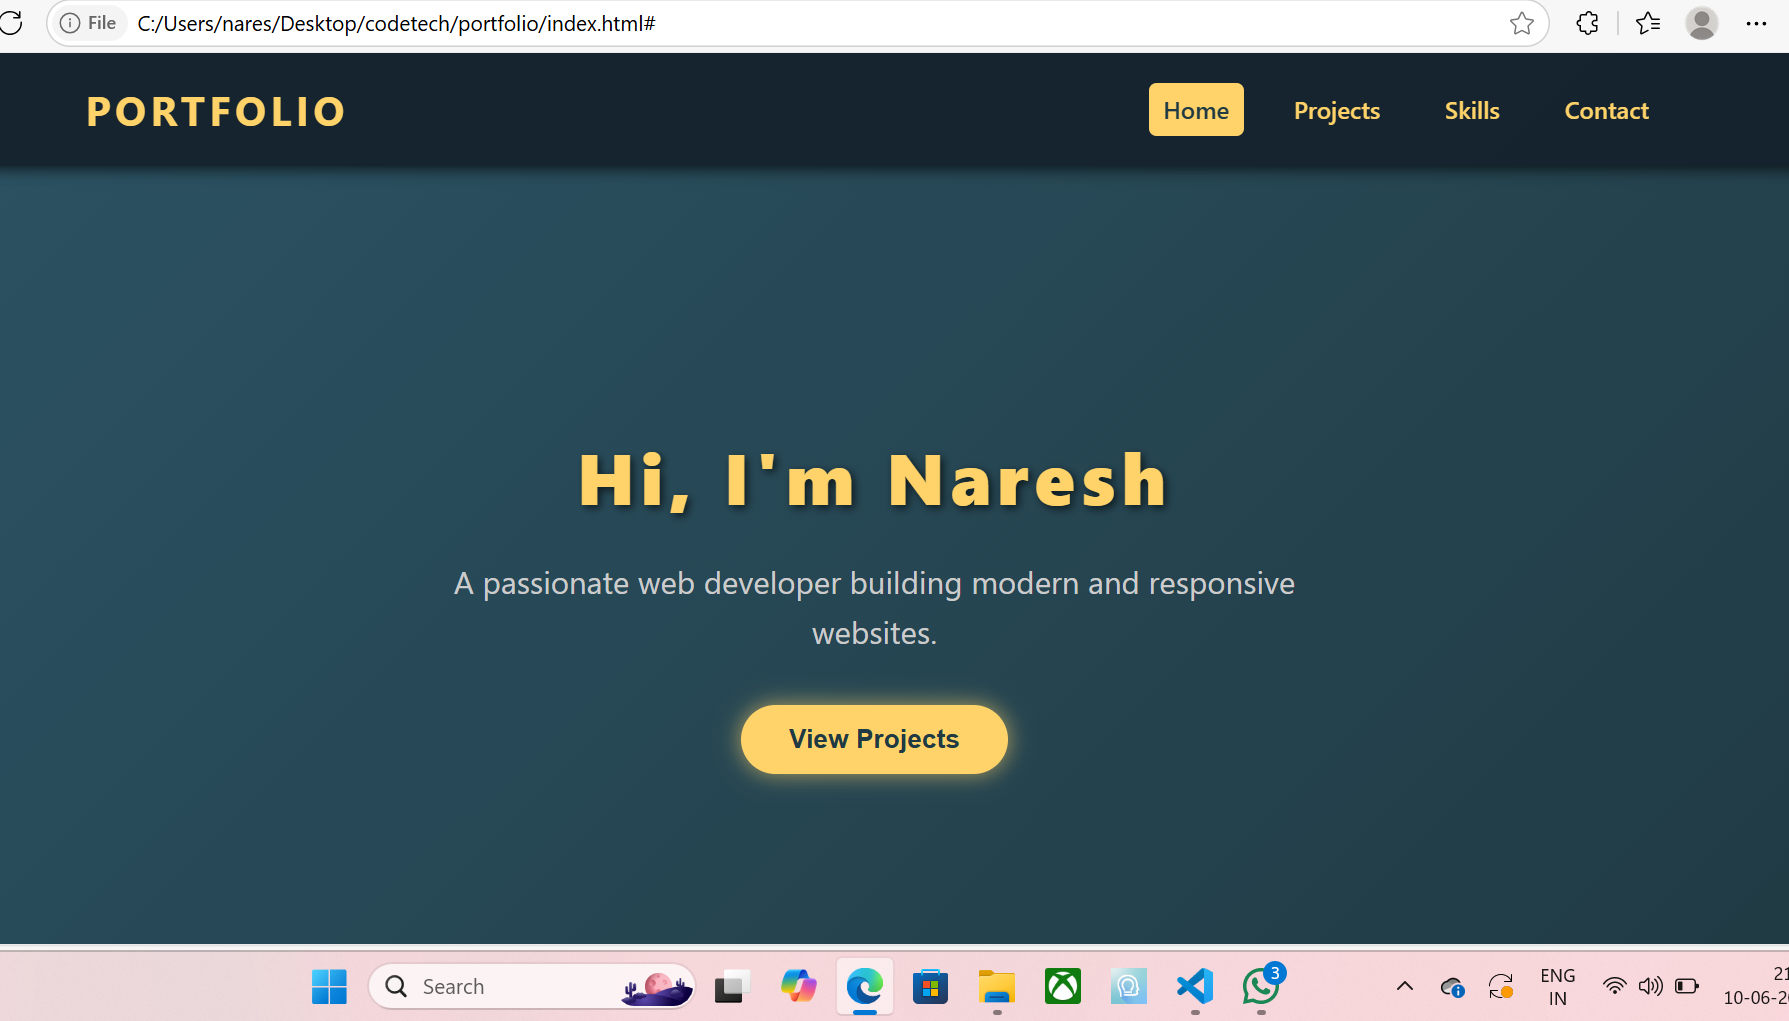 File C:/Users/nares/Desktop/codetech/portfolio/index.html#
PORTFOLIO
Home Projects Skills Contact
Hi, I'm Naresh
A passionate web developer building modern and responsive
websites.
View Projects
Search
3
ENG
IN
21
10-06-2